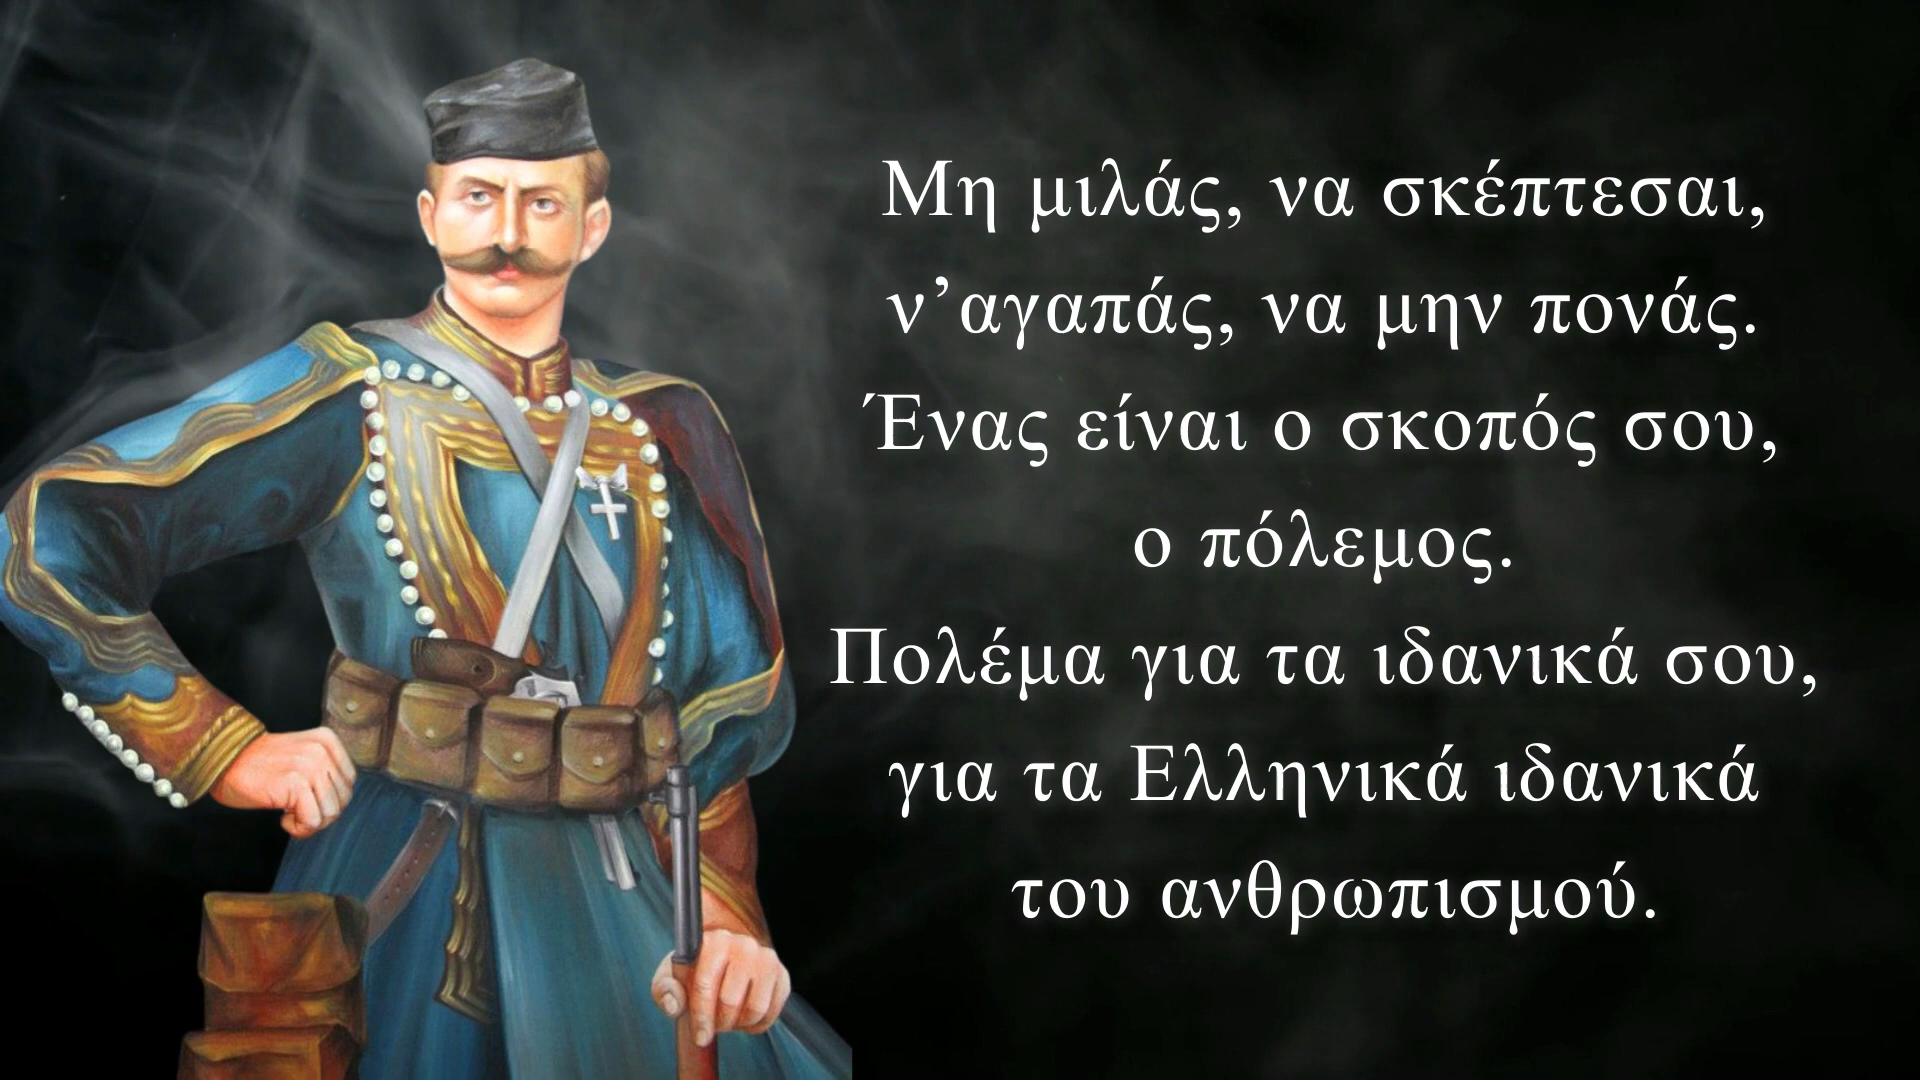 Μη μιλάς, να σκέπτεσαι,
ν’αγαπάς, να μην πονάς.
Ένας είναι ο σκοπός σου,
ο πόλεμος.
Πολέμα για τα ιδανικά σου,
για τα Ελληνικά ιδανικά
του ανθρωπισμού.